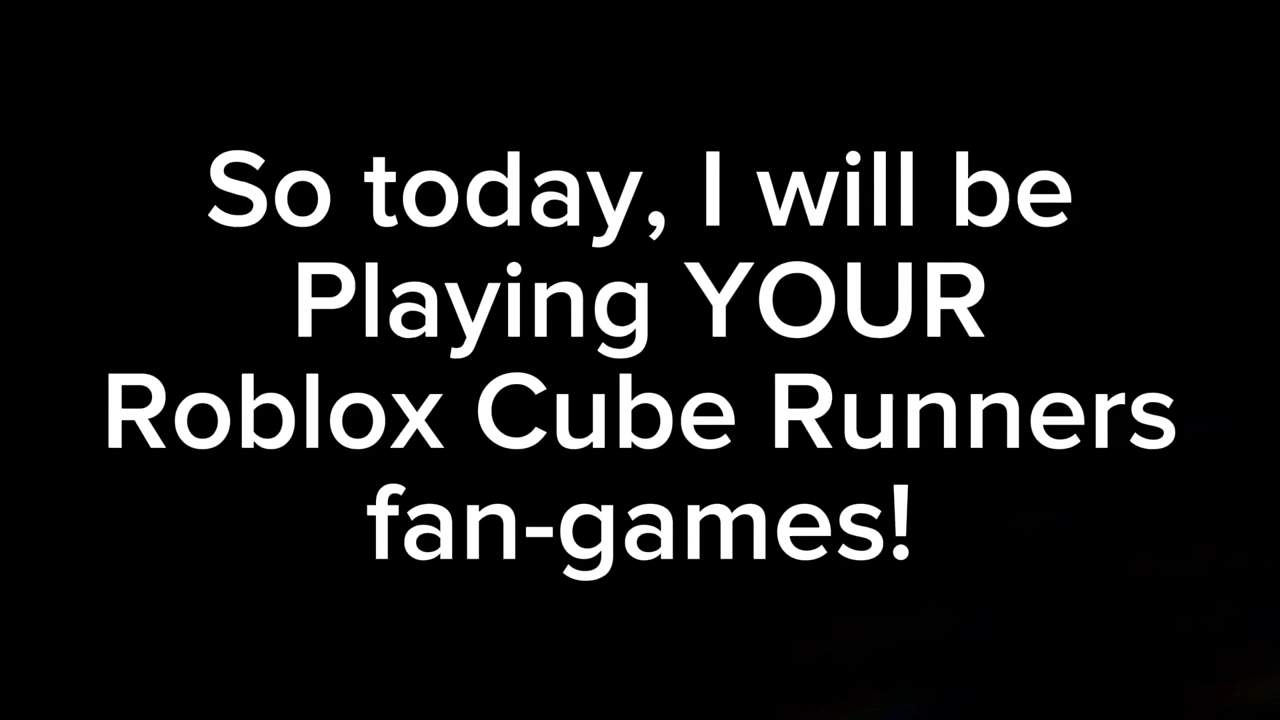 So today, I will be
Playing YOUR
Roblox Cube Runners
fan-games!